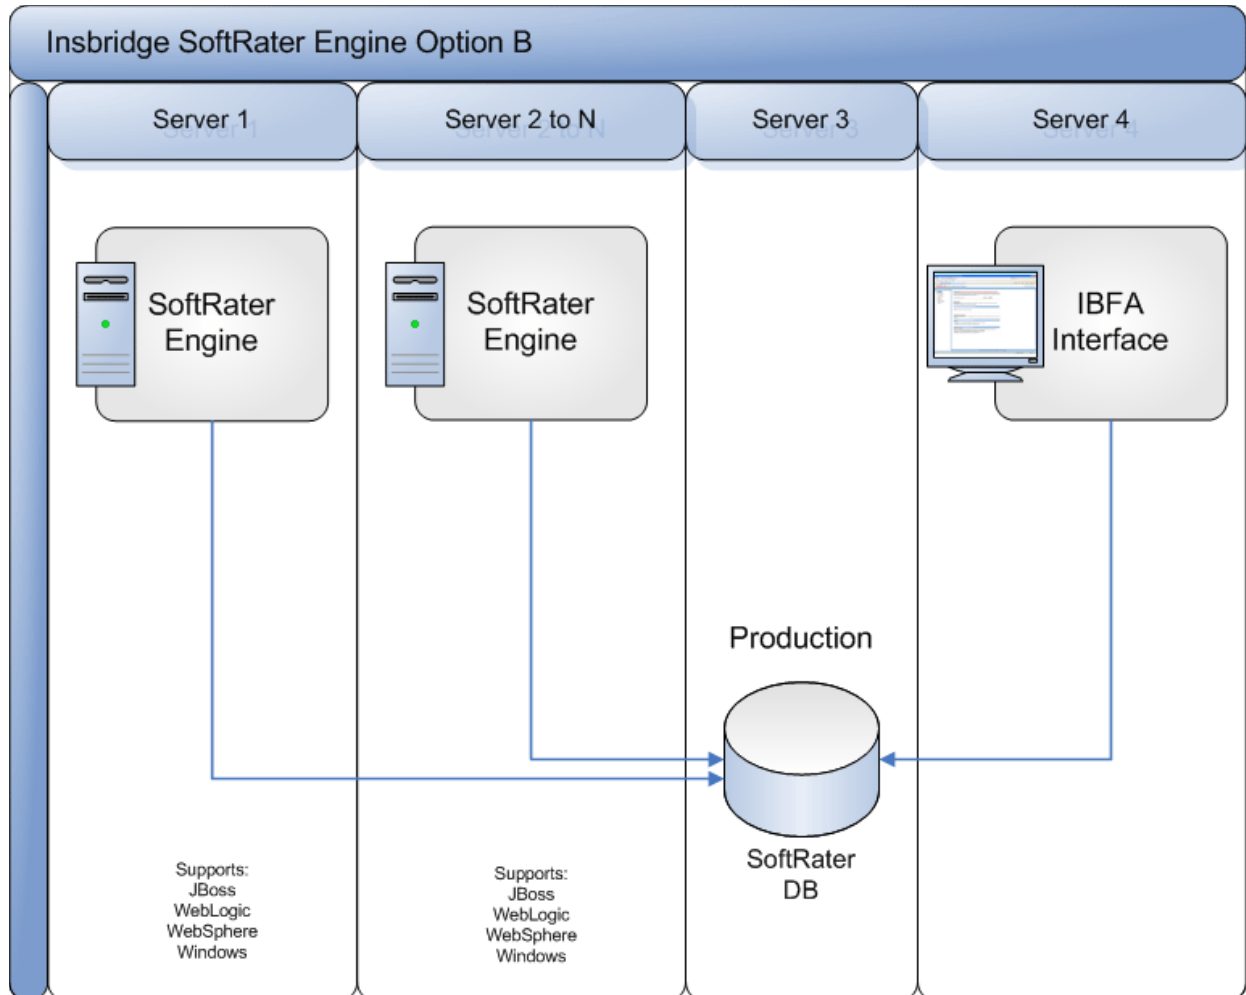 Insbridge SoftRater Engine Option B
Server 1
Server 2 to N
Server 3
Server 4
SoftRater
Engine
SoftRater
Engine
IBFA
Interface
Production
SoftRater
DB
Supports:
JBoss
WebLogic
WebSphere
Windows
Supports:
JBoss
WebLogic
WebSphere
Windows